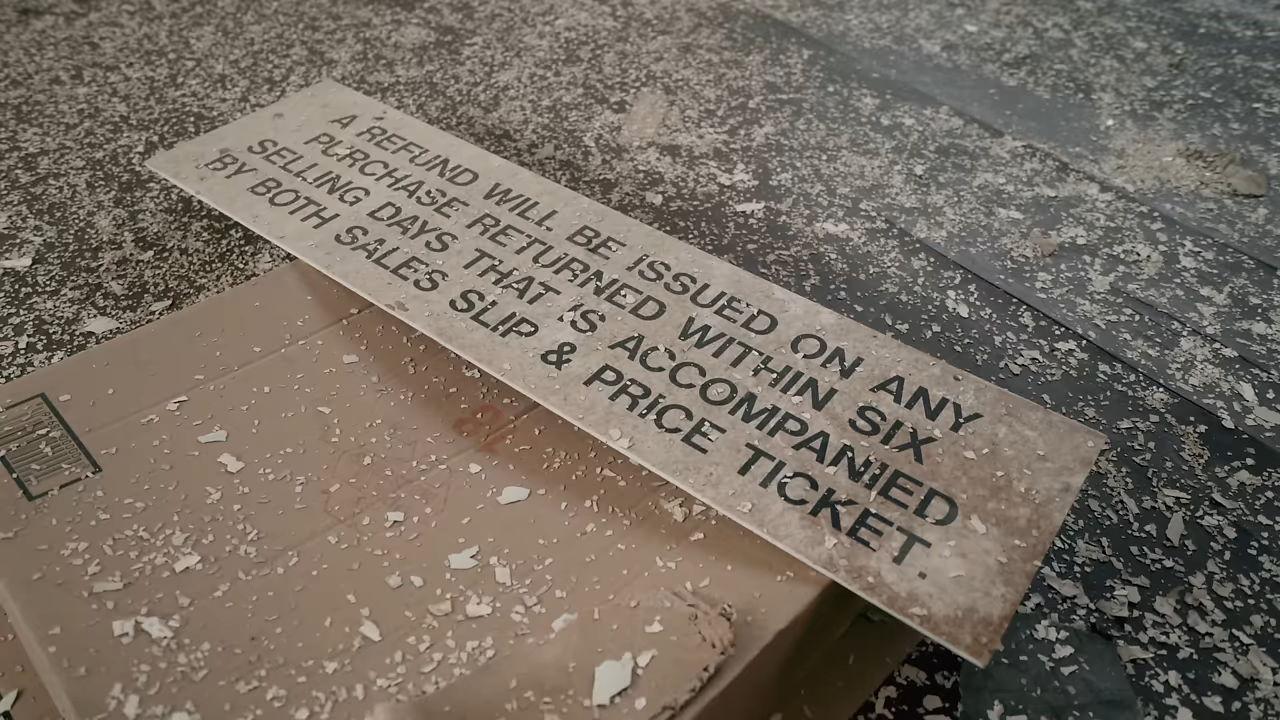 A REFUND WILL BE ISSUED ON ANY
PURCHASE RETURNED WITHIN SIX
SELLING DAYS THAT IS ACCOMPANIED
BY BOTH SALES SLIP & PRICE TICKET.